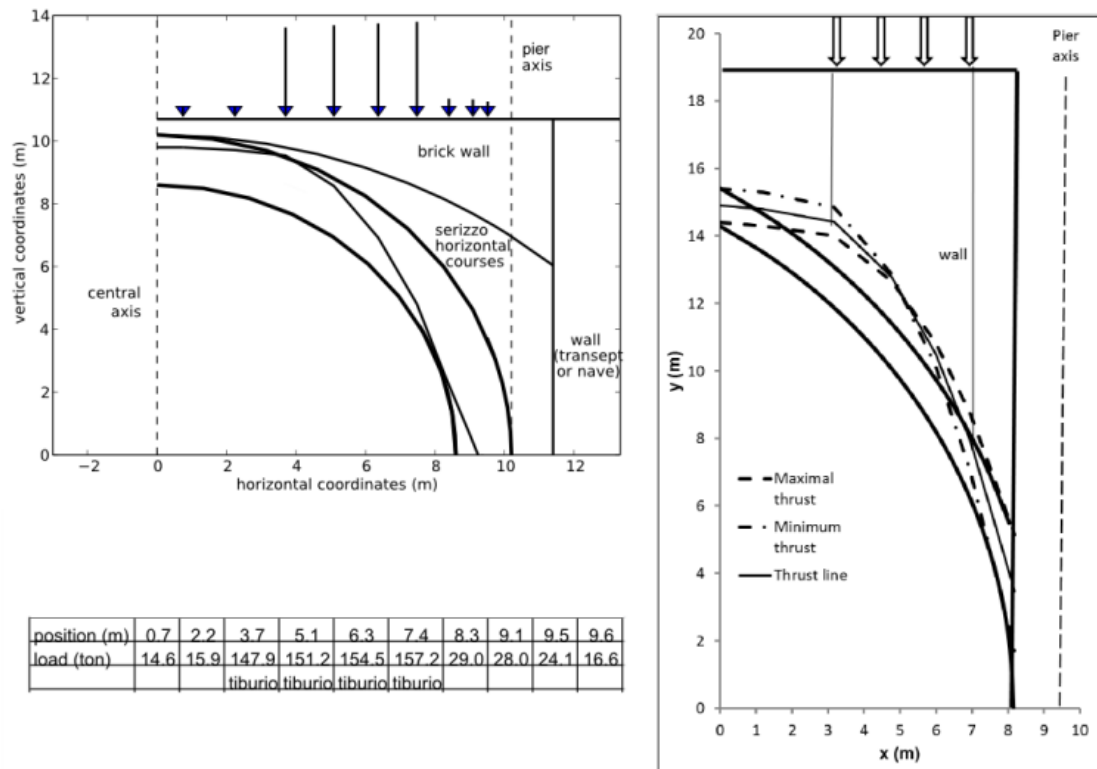 14
12
10
8
6
4
2
0
vertical coordinates (m)
−2
0
2
4
6
8
10
12
horizontal coordinates (m)
pier
axis
brick wall
serizzo
horizontal
courses
central
axis
wall
(transept
or nave)
position (m) 0.7 2.2 3.7 5.1 6.3 7.4 8.3 9.1 9.5 9.6
load (ton) 14.6 15.9 147.9 151.2 154.5 157.2 29.0 28.0 24.1 16.6
tiburio tiburio tiburio tiburio
20
18
16
14
12
10
8
6
4
2
0
y (m)
0 1 2 3 4 5 6 7 8 9 10
x (m)
Pier
axis
wall
Maximal
thrust
Minimum
thrust
Thrust line